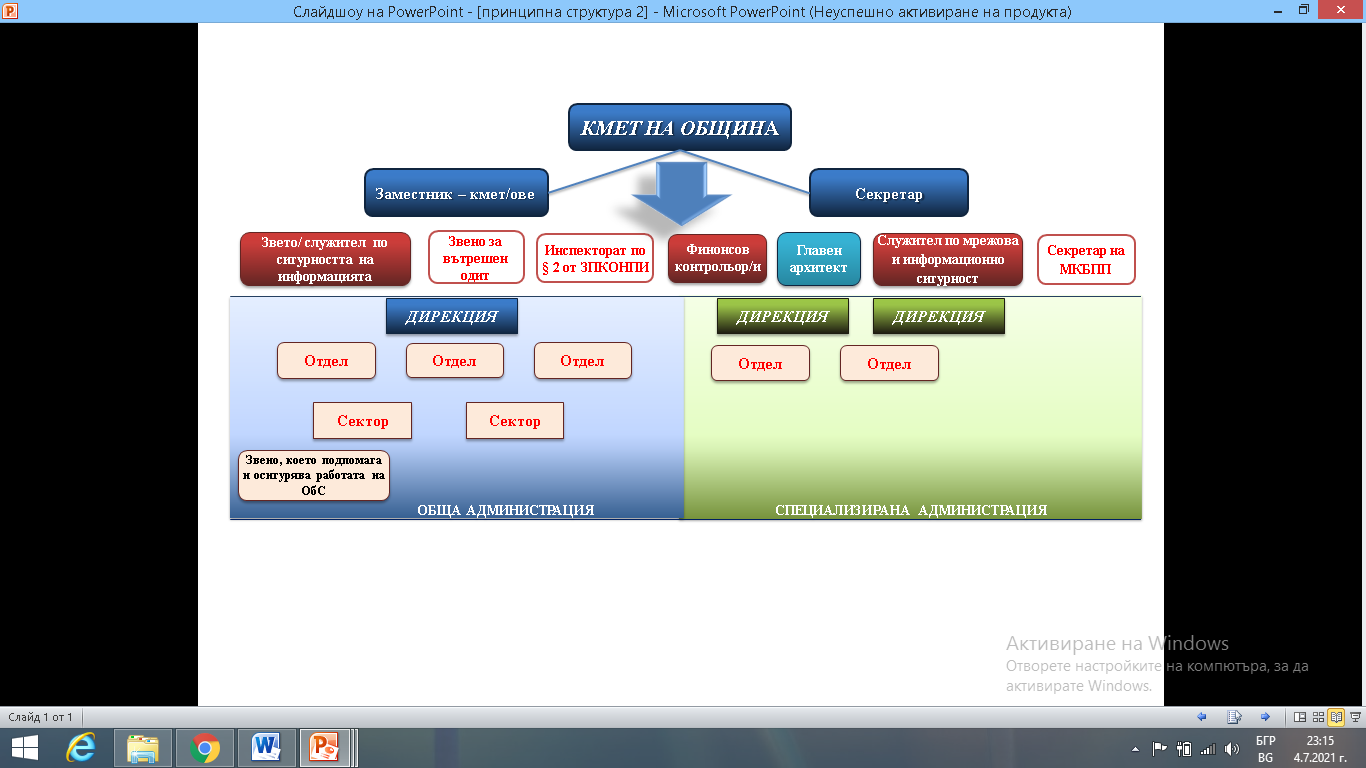 Слайдшоу на PowerPoint - [принципна структура 2] - Microsoft PowerPoint (Неуспешно активиране на продукта)
КМЕТ НА ОБЩИНА
Заместник – кмет/ове
Секретар
Звето/ служител по
сигурността на
информацията
Звено за
вътрешен
одит
Инспекторат по
§ 2 от ЗПКОНПИ
Финонсов
контрольор/и
Главен
архитект
Служител по мрежова
и информационно
сигурност
Секретар на
МКБПП
ДИРЕКЦИЯ
ДИРЕКЦИЯ
ДИРЕКЦИЯ
Отдел
Отдел
Отдел
Отдел
Отдел
Сектор
Сектор
Звено, което подпомага
и осигурява работата на
ОбС
ОБЩА АДМИНИСТРАЦИЯ
СПЕЦИАЛИЗИРАНА АДМИНИСТРАЦИЯ
Активиране на Windows
Отворете настройките на компютъра, за да
активирате Windows.
Слайд 1 от 1
БГР
BG
23:15
4.7.2021 г.